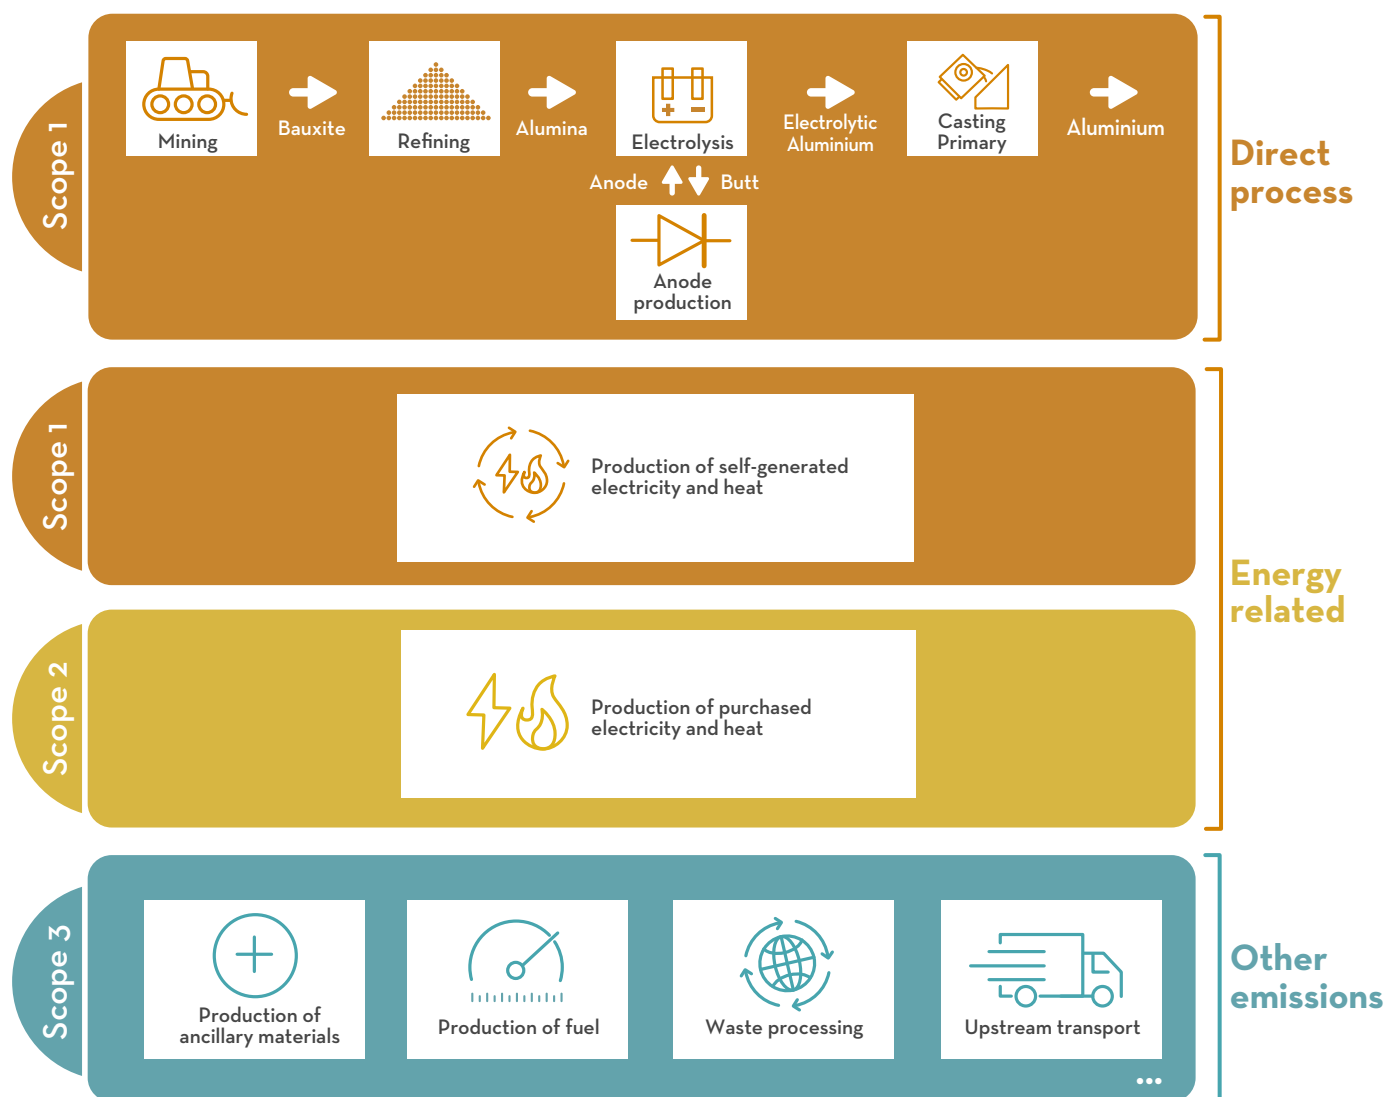 Scope 1
Mining
Bauxite
Refining
Alumina
Electrolysis
Electrolytic
Aluminium
Casting
Primary
Aluminium
Anode
Butt
Anode
production
Direct
process
Scope 1
Production of self-generated
electricity and heat
Energy
related
Scope 2
Production of purchased
electricity and heat
Scope 3
Production of
ancillary materials
Production of fuel
Waste processing
Upstream transport
...
Other
emissions